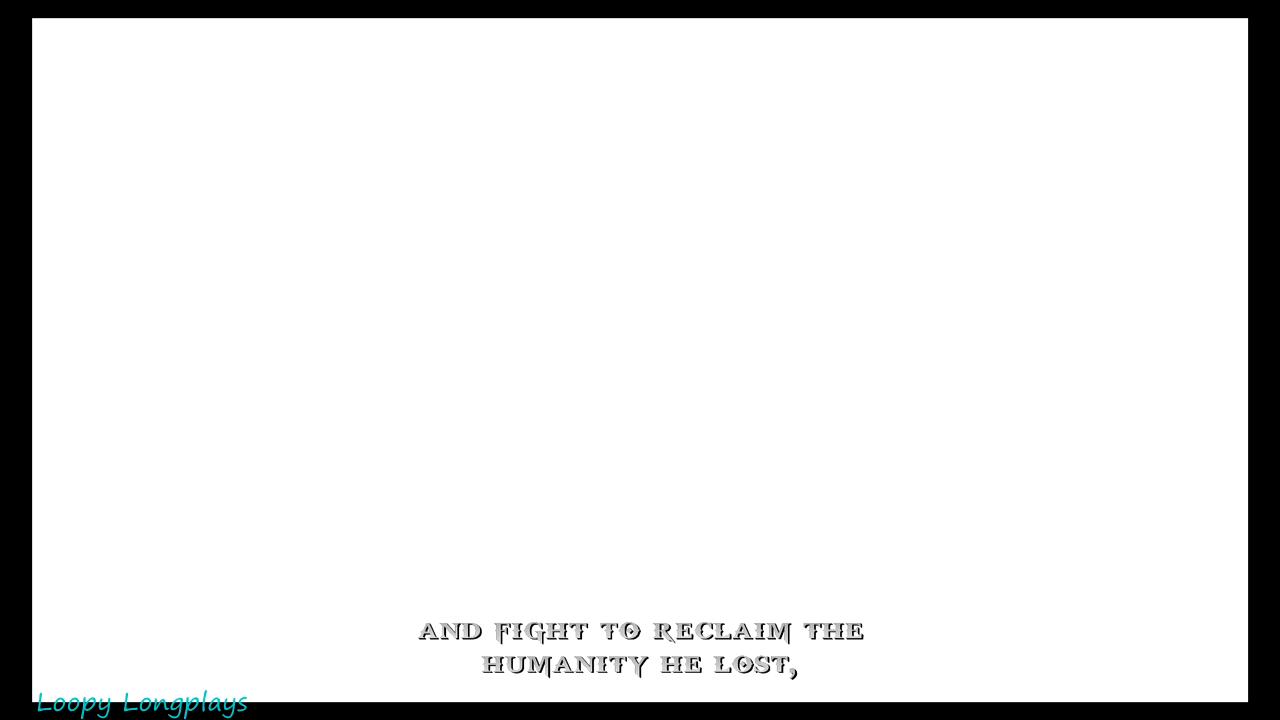 AND FIGHT TO RECLAIM THE
HUMANITY HE LOST,
Loopy Longplays